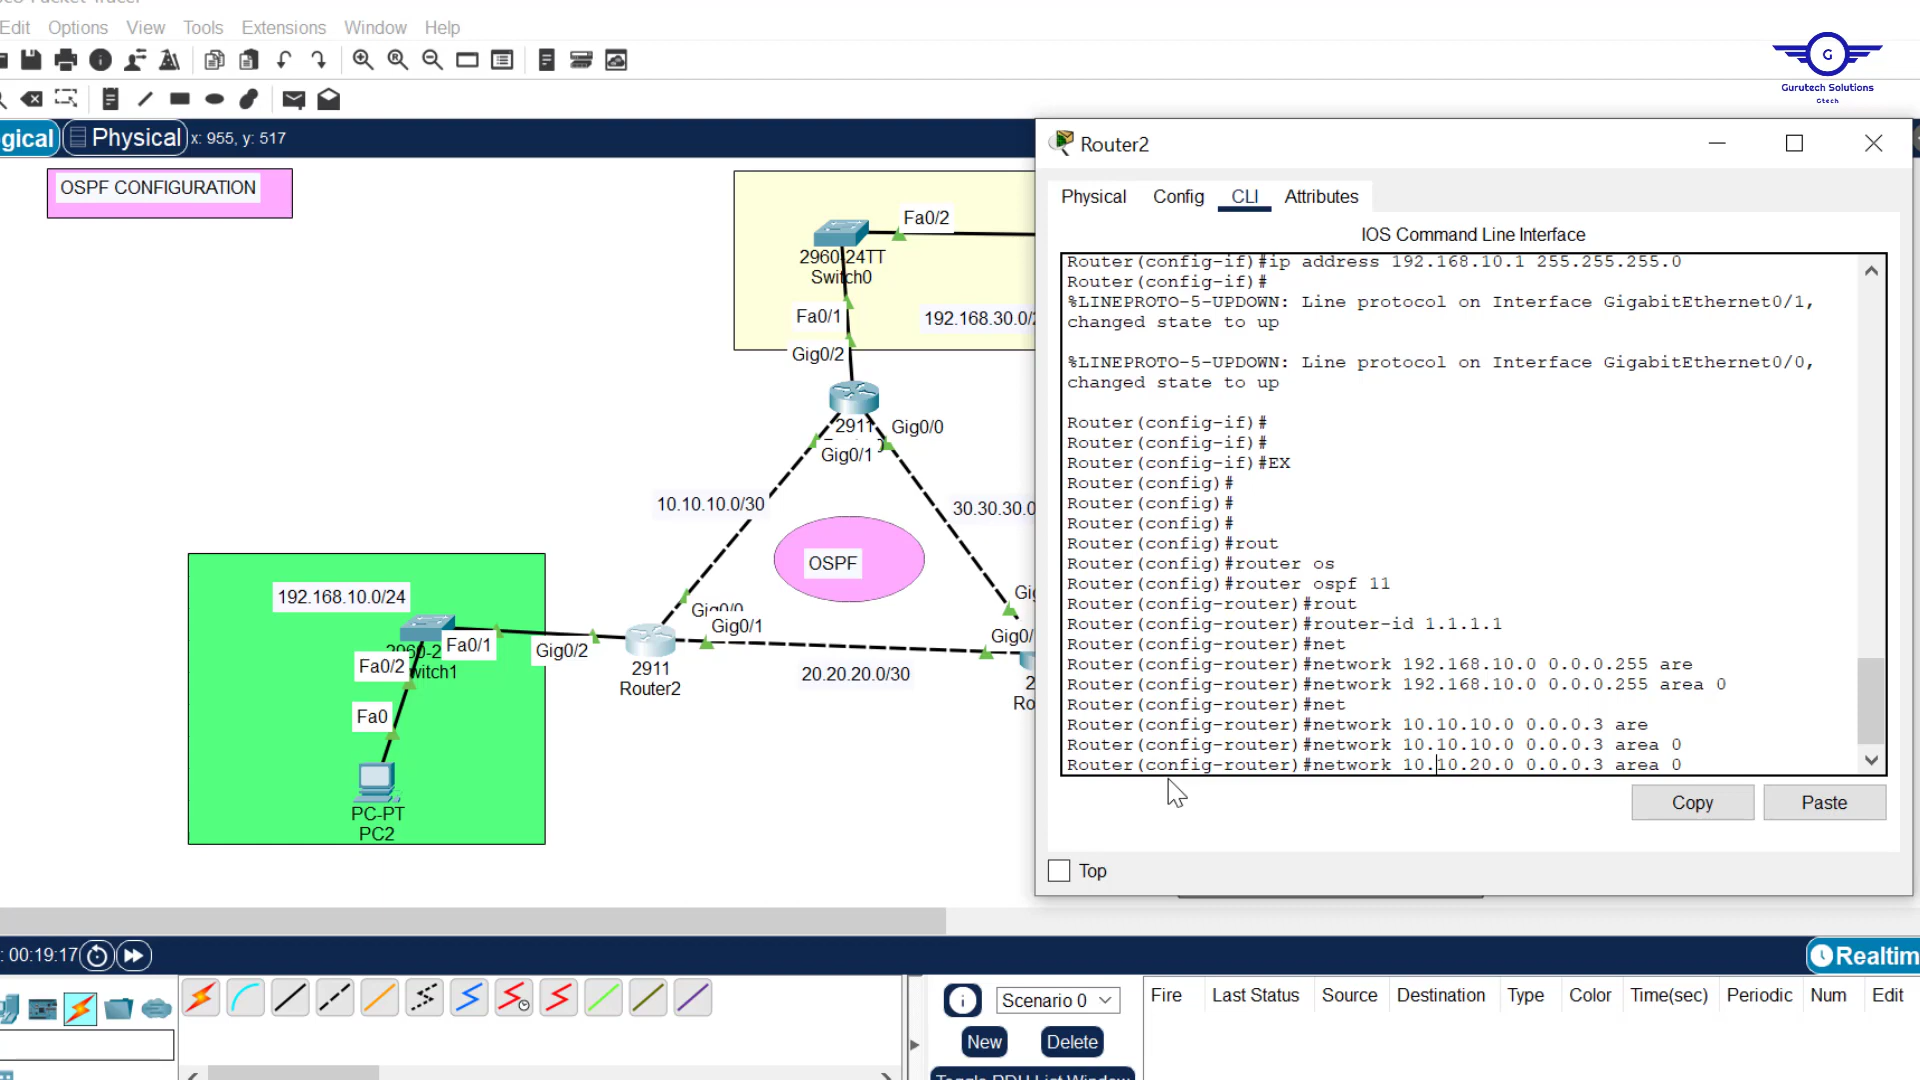 Edit Options View Tools Extensions Window Help
G
Gurutech Solutions
Gtech
gical Physical x: 955, y: 517
OSPF CONFIGURATION
Fa0/2
2960-24TT
Switch0
Fa0/1
192.168.30.0/2
Gig0/2
2911
Gig0/0
Gig0/1
10.10.10.0/30
30.30.30.0
OSPF
192.168.10.0/24
Gig0/0
Gig0/1
Fa0/1
Gig0/2
Fa0/2
witch1
2911
Router2
20.20.20.0/30
Gig0/
Fa0
PC-PT
PC2
Router2
Physical Config CLI Attributes
IOS Command Line Interface
Router(config-if)#ip address 192.168.10.1 255.255.255.0
Router(config-if)#
%LINEPROTO-5-UPDOWN: Line protocol on Interface GigabitEthernet0/1,
changed state to up
%LINEPROTO-5-UPDOWN: Line protocol on Interface GigabitEthernet0/0,
changed state to up
Router(config-if)#
Router(config-if)#
Router(config-if)#EX
Router(config)#
Router(config)#
Router(config)#
Router(config)#rout
Router(config)#router os
Router(config)#router ospf 11
Router(config-router)#rout
Router(config-router)#router-id 1.1.1.1
Router(config-router)#net
Router(config-router)#network 192.168.10.0 0.0.0.255 are
Router(config-router)#network 192.168.10.0 0.0.0.255 area 0
Router(config-router)#net
Router(config-router)#network 10.10.10.0 0.0.0.3 are
Router(config-router)#network 10.10.10.0 0.0.0.3 area 0
Router(config-router)#network 10.10.20.0 0.0.0.3 area 0
Copy Paste
Top
: 00:19:17
Realtim
Scenario 0
New Delete
Toggle PDU List Window
Fire Last Status Source Destination Type Color Time(sec) Periodic Num Edit